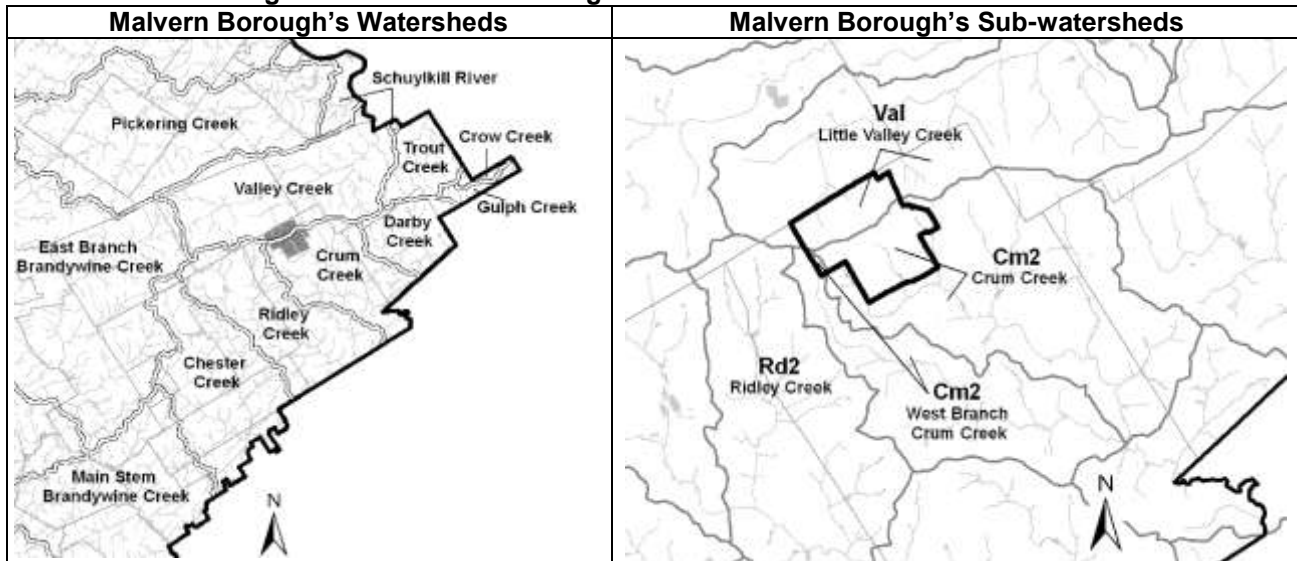 Malvern Borough's Watersheds
Malvern Borough's Sub-watersheds
Schuylkill River
Pickering Creek
Crow Creek
Trout
Creek
Valley Creek
Gulph Creek
Darby
Creek
East Branch
Brandywine Creek
Crum
Creek
Ridley
Creek
Chester
Creek
Main Stem
Brandywine Creek
N
Val
Little Valley Creek
Cm2
Crum Creek
Rd2
Ridley Creek
Cm2
West Branch
Crum Creek
N